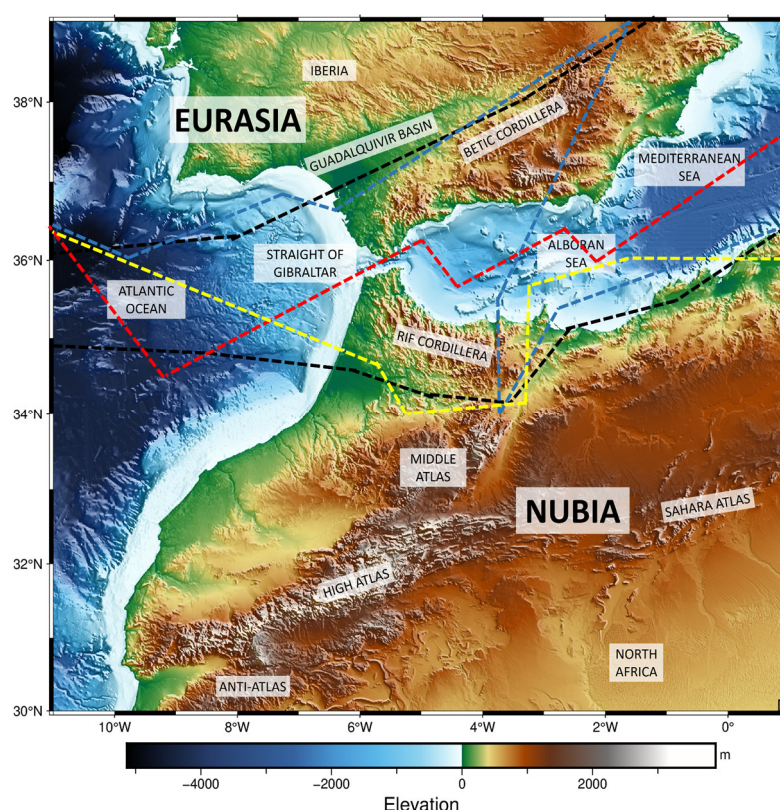 38°N
36°N
34°N
32°N
30°N
IBERIA
EURASIA
GUADALQUIVIR BASIN
BETIC CORDILLERA
MEDITERRANEAN
SEA
STRAIGHT OF
GIBRALTAR
ALBORAN
SEA
ATLANTIC
OCEAN
RIF CORDILLERA
MIDDLE
ATLAS
NUBIA
SAHARA ATLAS
HIGH ATLAS
NORTH
AFRICA
ANTI-ATLAS
10°W 8°W 6°W 4°W 2°W 0°
m
−4000 −2000 0 2000
Elevation